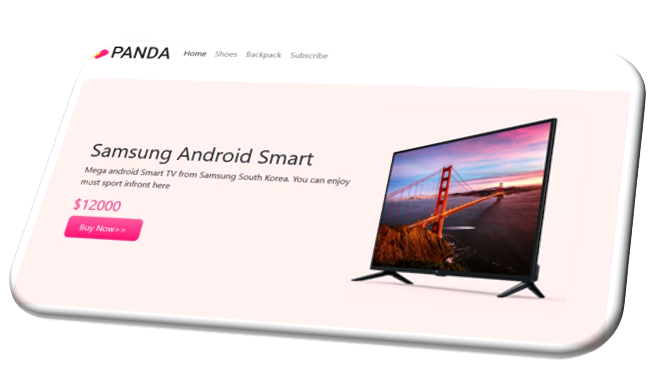 PANDA Home Shoes Backpack Subscribe
Samsung Android Smart
Mega android Smart TV from Samsung South Korea. You can enjoy
most sport infront here
$12000
Buy Now>>